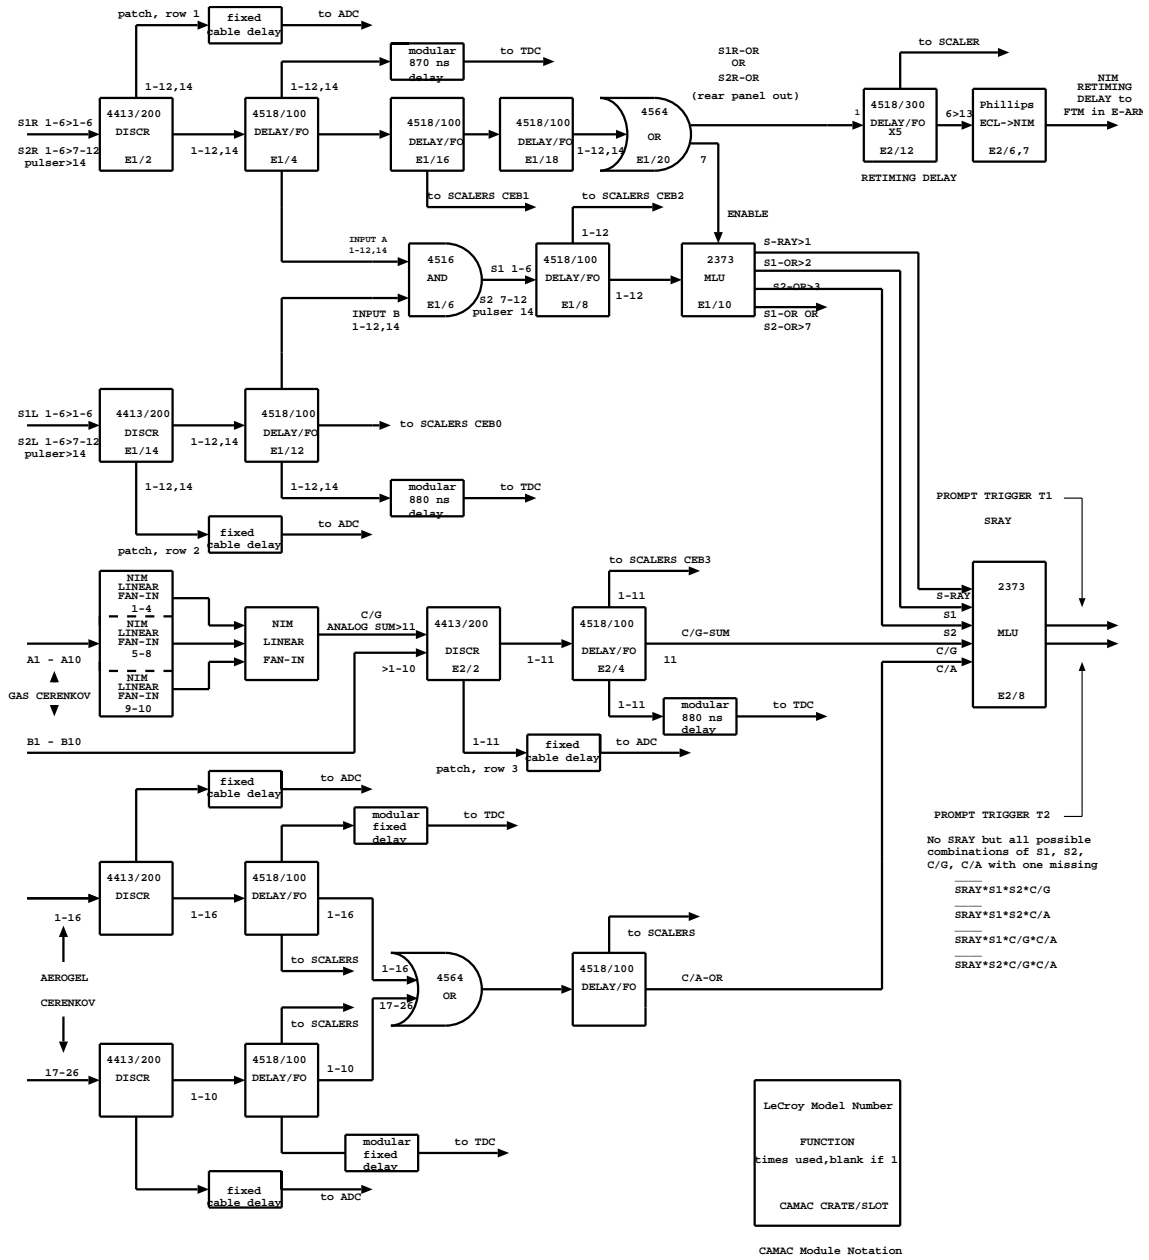 patch, row 1
fixed
cable delay
to ADC
modular
870 ns
delay
to TDC
S1R-OR
OR
S2R-OR
(rear panel out)
to SCALER
NIM
RETIMING
DELAY to
FTM in E-ARM
1-12,14
1-12,14
S1R 1-6>1-6
S2R 1-6>7-12
pulser>14
4413/200
DISCR
E1/2
1-12,14
4518/100
DELAY/FO
E1/4
4518/100
DELAY/FO
E1/16
4518/100
DELAY/FO
E1/18
1-12,14
4564
OR
E1/20
7
1
4518/300
DELAY/FO
X5
E2/12
6>13
Phillips
ECL->NIM
E2/6,7
RETIMING DELAY
to SCALERS CEB1
to SCALERS CEB2
ENABLE
INPUT A
1-12,14
4516
AND
E1/6
S1 1-6
S2 7-12
pulser 14
1-12
4518/100
DELAY/FO
E1/8
1-12
2373
MLU
E1/10
S-RAY>1
S1-OR>2
S2-OR>3
S1-OR OR
S2-OR>7
INPUT B
1-12,14
S1L 1-6>1-6
S2L 1-6>7-12
pulser>14
4413/200
DISCR
E1/14
1-12,14
4518/100
DELAY/FO
E1/12
to SCALERS CEB0
1-12,14
1-12,14
modular
880 ns
delay
to TDC
patch, row 2
fixed
cable delay
to ADC
PROMPT TRIGGER T1
SRAY
NIM
LINEAR
FAN-IN
1-4
NIM
LINEAR
FAN-IN
5-8
NIM
LINEAR
FAN-IN
9-10
A1 - A10
GAS CERENKOV
B1 - B10
NIM
LINEAR
FAN-IN
C/G
ANALOG SUM>11
>1-10
4413/200
DISCR
E2/2
1-11
to SCALERS CEB3
1-11
4518/100
DELAY/FO
E2/4
C/G-SUM
11
1-11
modular
880 ns
delay
to TDC
1-11
patch, row 3
fixed
cable delay
to ADC
2373
MLU
E2/8
S-RAY
S1
S2
C/G
C/A
PROMPT TRIGGER T2
No SRAY but all possible
combinations of S1, S2,
C/G, C/A with one missing
SRAY*S1*S2*C/G
SRAY*S1*S2*C/A
SRAY*S1*C/G*C/A
SRAY*S2*C/G*C/A
fixed
cable delay
to ADC
modular
fixed
delay
to TDC
4413/200
DISCR
1-16
1-16
4518/100
DELAY/FO
1-16
to SCALERS
AEROGEL
CERENKOV
1-16
17-26
4564
OR
to SCALERS
4518/100
DELAY/FO
C/A-OR
to SCALERS
17-26
4413/200
DISCR
1-10
4518/100
DELAY/FO
1-10
modular
fixed
delay
to TDC
fixed
cable delay
to ADC
LeCroy Model Number
FUNCTION
times used,blank if 1
CAMAC CRATE/SLOT
CAMAC Module Notation